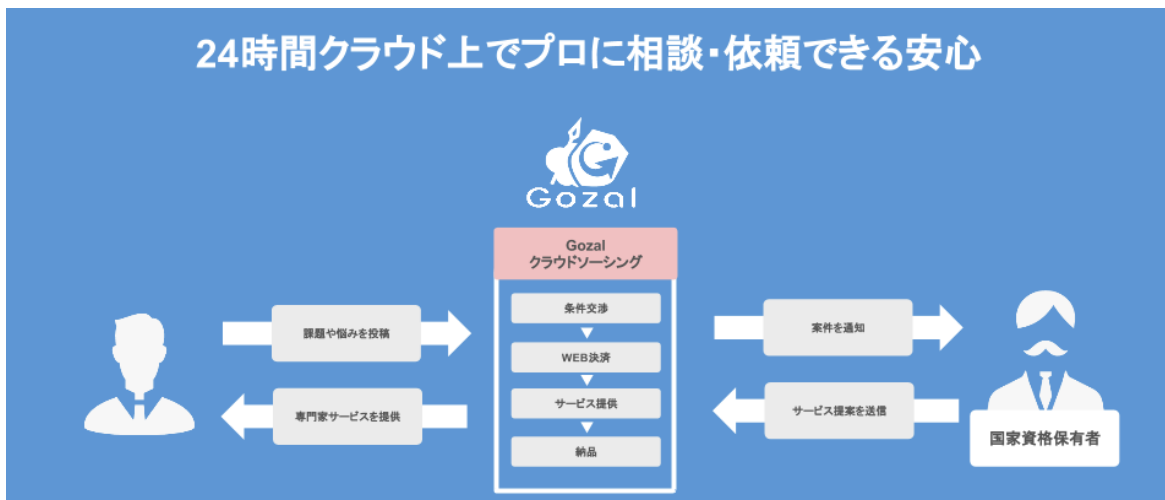 24時間クラウド上でプロに相談・依頼できる安心
Gozal
Gozal
クラウドソーシング
条件交渉
WEB決済
サービス提供
納品
課題や悩みを投稿
専門家サービスを提供
案件を通知
サービス提案を送信
国家資格保有者